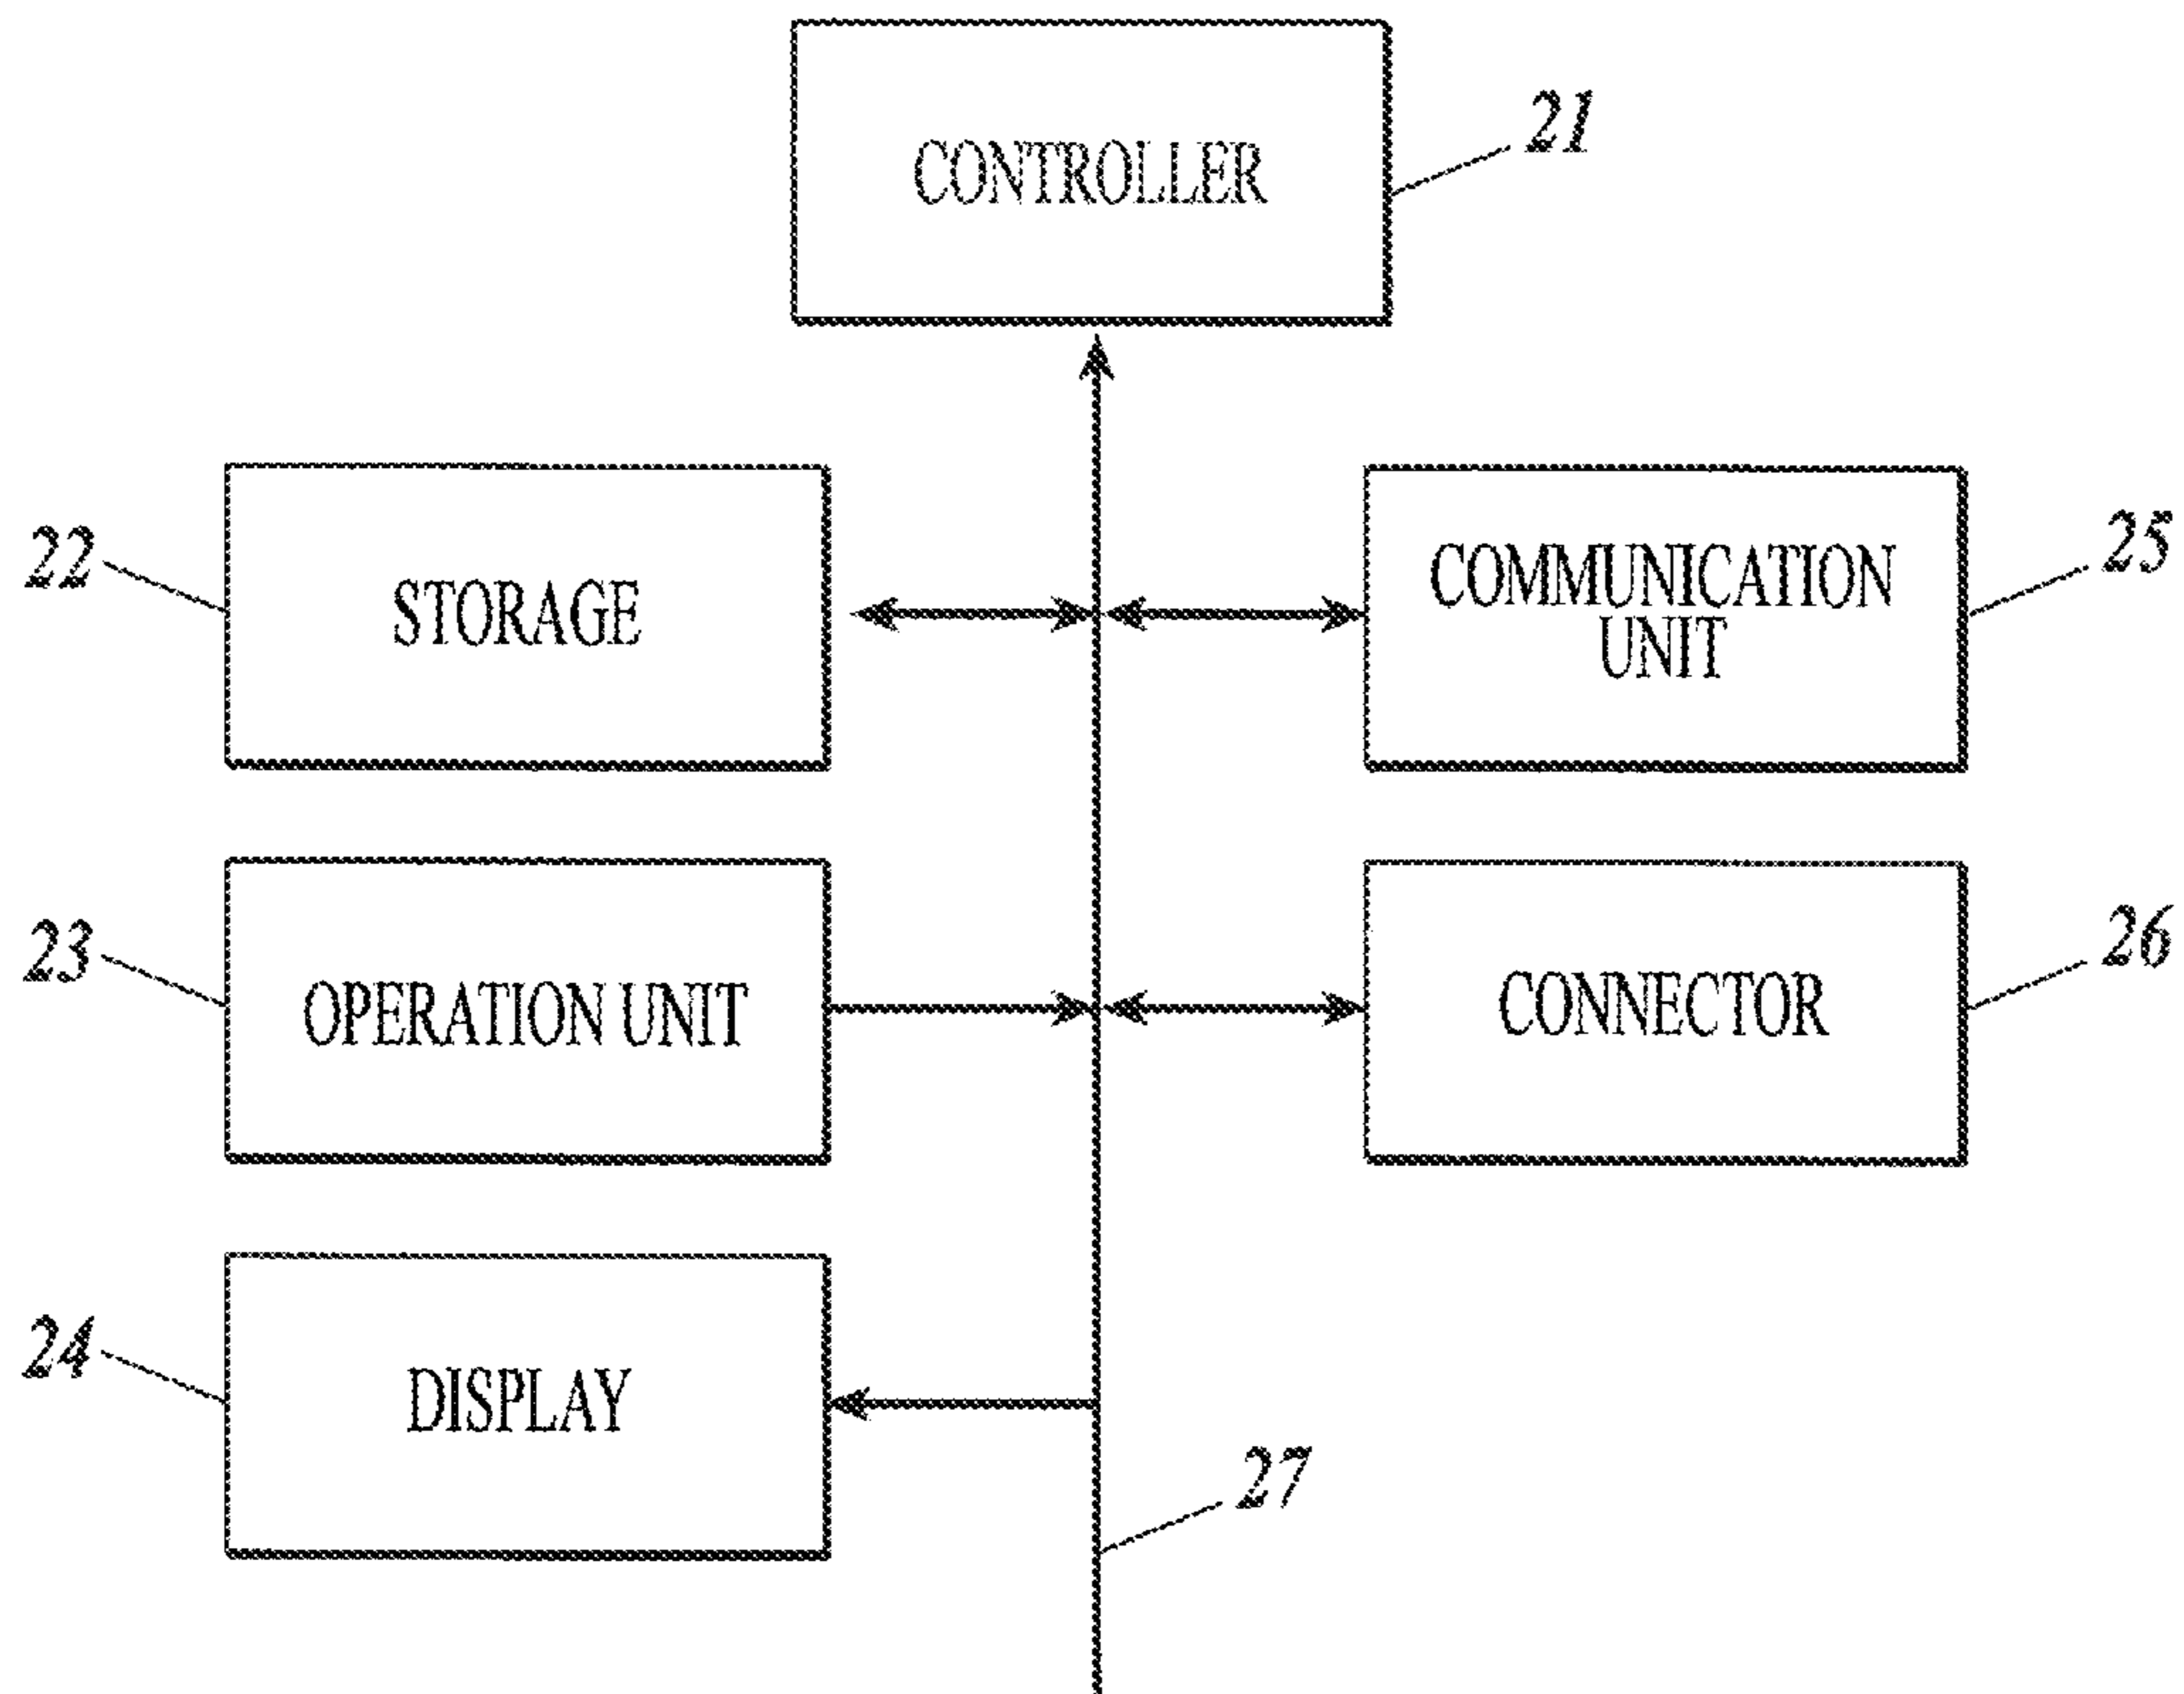 CONTROLLER
21
22
STORAGE
COMMUNICATION
UNIT
25
23
OPERATION UNIT
CONNECTOR
26
24
DISPLAY
27